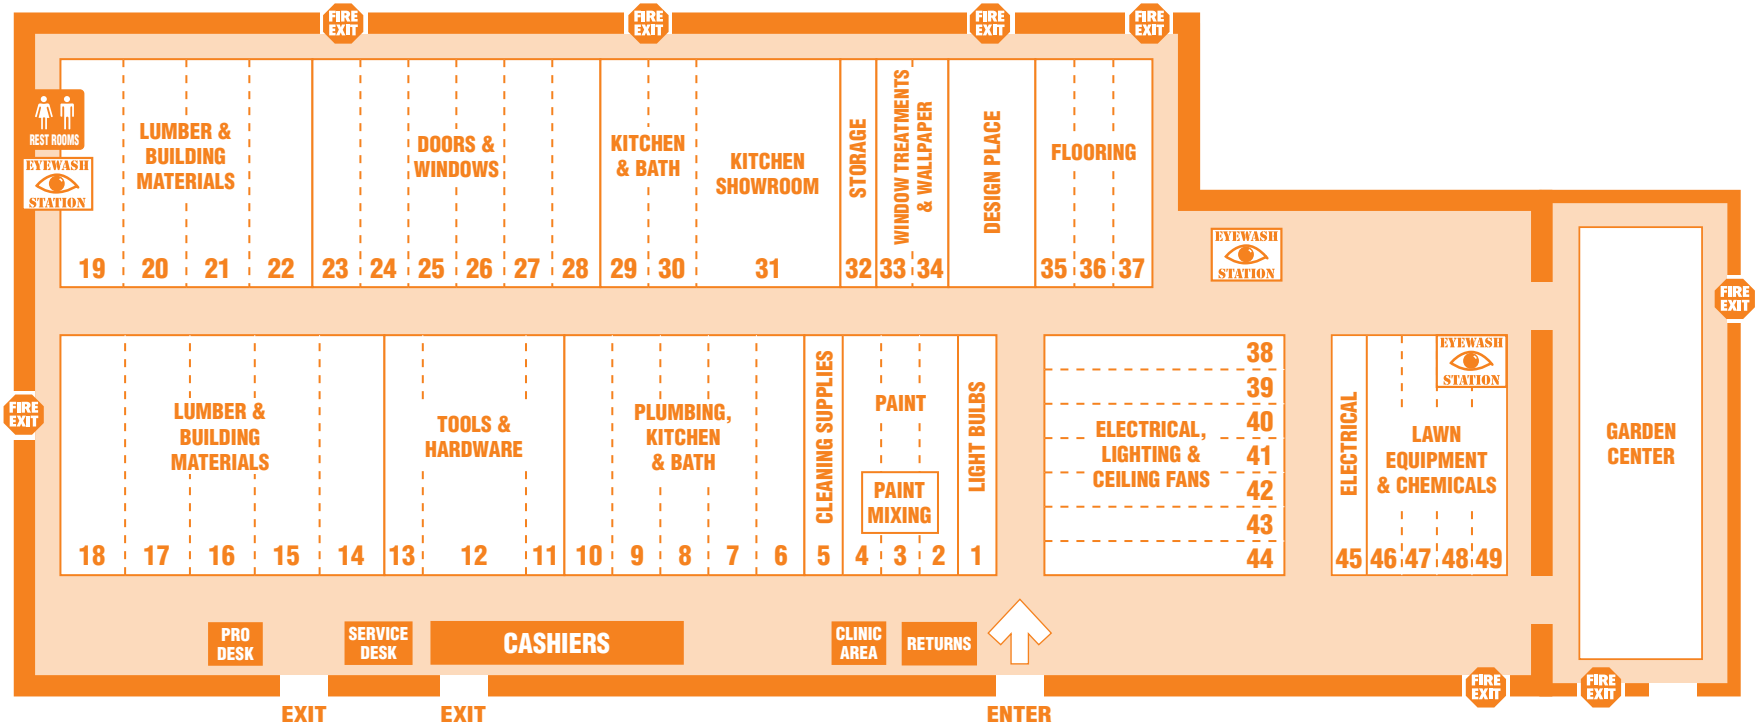 FIRE
EXIT
FIRE
EXIT
FIRE
EXIT
FIRE
EXIT
REST ROOMS
EYEWASH
STATION
LUMBER &
BUILDING
MATERIALS
DOORS &
WINDOWS
KITCHEN
& BATH
KITCHEN
SHOWROOM
STORAGE
WINDOW TREATMENTS
& WALLPAPER
DESIGN PLACE
FLOORING
19 20 21 22 23 24 25 26 27 28 29 30 31 32 33 34 35 36 37
EYEWASH
STATION
FIRE
EXIT
FIRE
EXIT
LUMBER &
BUILDING
MATERIALS
TOOLS &
HARDWARE
PLUMBING,
KITCHEN
& BATH
CLEANING SUPPLIES
PAINT
PAINT
MIXING
LIGHT BULBS
18 17 16 15 14 13 12 11 10 9 8 7 6 5 4 3 2 1
ELECTRICAL,
LIGHTING &
CEILING FANS
38
39
40
41
42
43
44
ELECTRICAL
EYEWASH
STATION
LAWN
EQUIPMENT
& CHEMICALS
45 46 47 48 49
GARDEN
CENTER
PRO
DESK
SERVICE
DESK
CASHIERS
CLINIC
AREA
RETURNS
FIRE
EXIT
FIRE
EXIT
EXIT
EXIT
ENTER